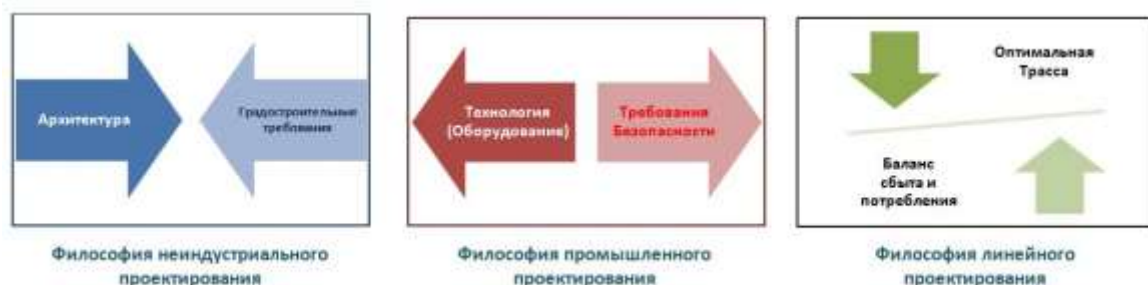 Архитектура
Градостроительные
требования
Технология
(Оборудование)
Требования
Безопасности
Оптимальная
Трасса
Баланс
сбыта и
потребления
Философия неиндустриального
проектирования
Философия промышленного
проектирования
Философия линейного
проектирования